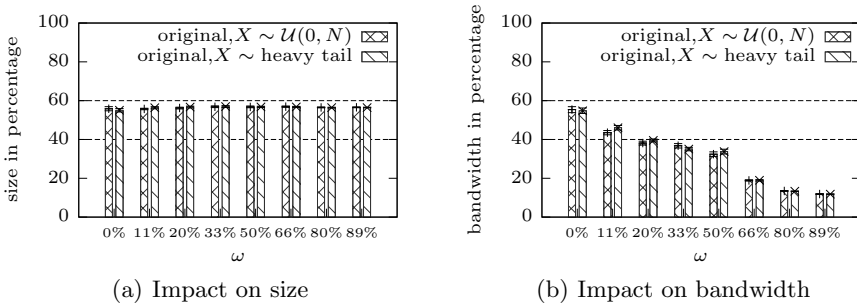 size in percentage
100
80
60
40
20
0
original,X ∼ U(0, N)
original,X ∼ heavy tail
0% 11% 20% 33% 50% 66% 80% 89%
ω
(a) Impact on size
bandwidth in percentage
100
80
60
40
20
0
original,X ∼ U(0, N)
original,X ∼ heavy tail
0% 11% 20% 33% 50% 66% 80% 89%
ω
(b) Impact on bandwidth